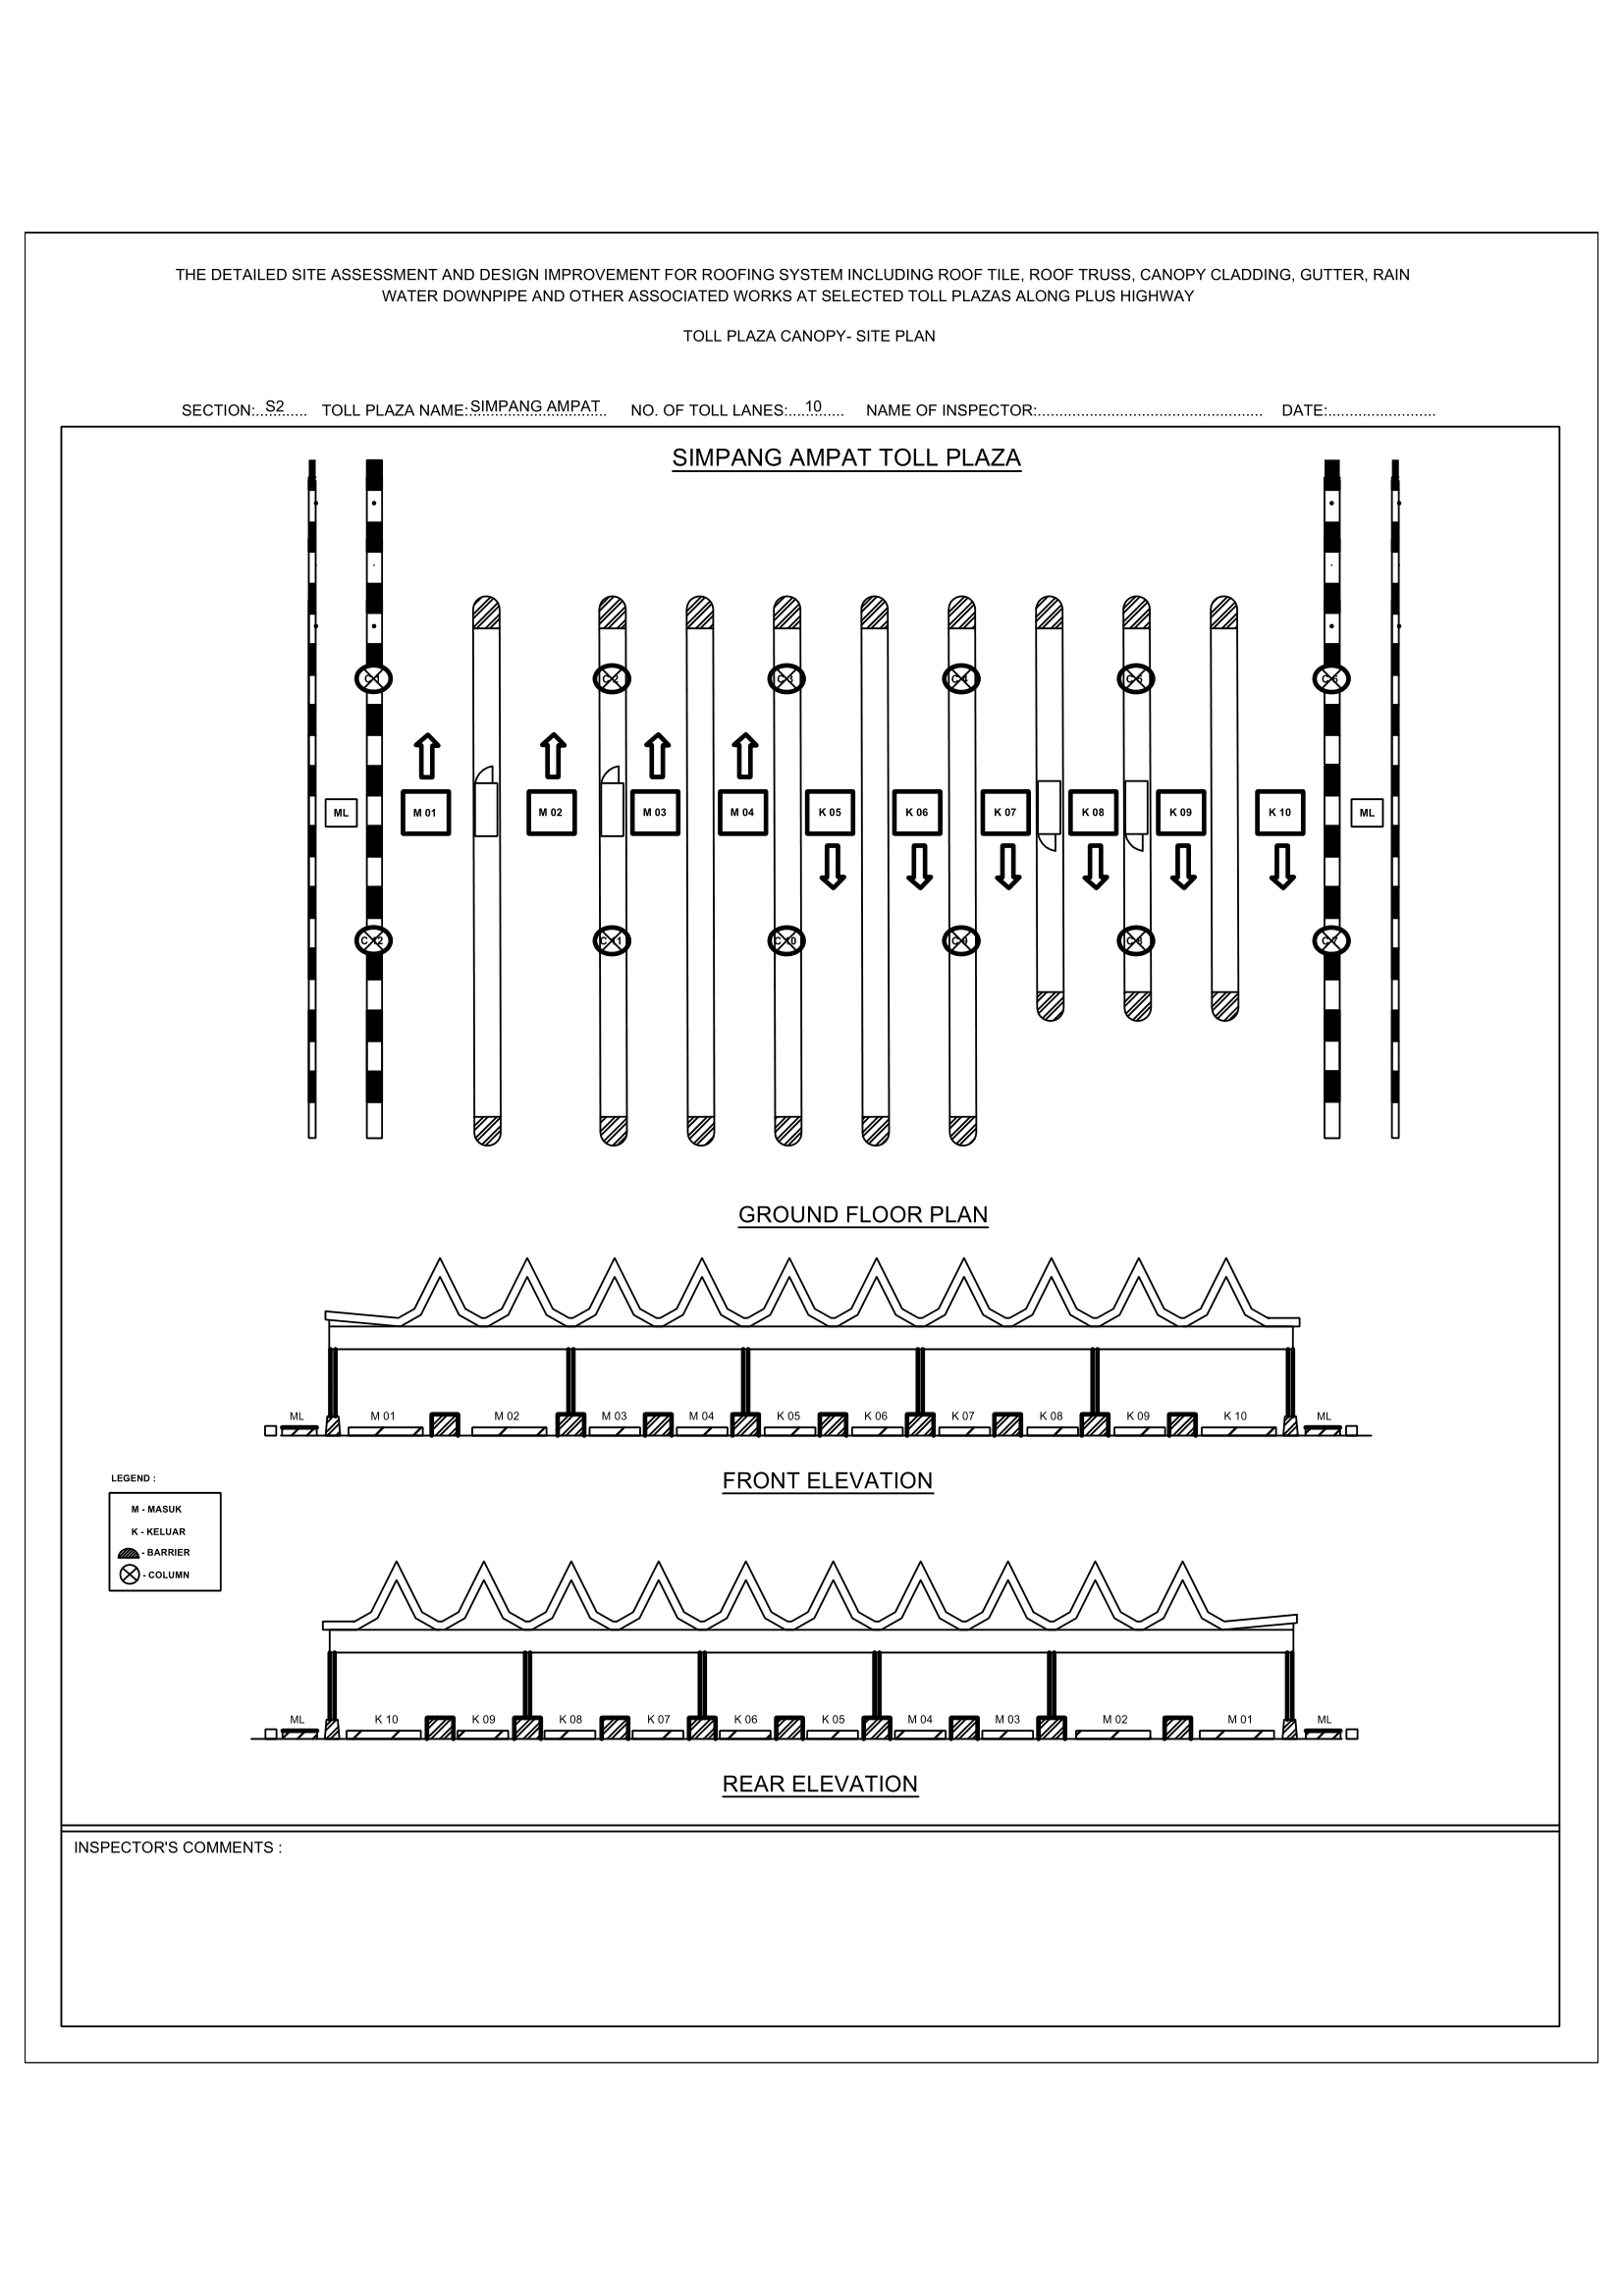 THE DETAILED SITE ASSESSMENT AND DESIGN IMPROVEMENT FOR ROOFING SYSTEM INCLUDING ROOF TILE, ROOF TRUSS, CANOPY CLADDING, GUTTER, RAIN
WATER DOWNPIPE AND OTHER ASSOCIATED WORKS AT SELECTED TOLL PLAZAS ALONG PLUS HIGHWAY
TOLL PLAZA CANOPY- SITE PLAN
SECTION: S2 TOLL PLAZA NAME: SIMPANG AMPAT NO. OF TOLL LANES: 10 NAME OF INSPECTOR: DATE:
SIMPANG AMPAT TOLL PLAZA
C-1 C-2 C-3 C-4 C-5 C-6
ML M 01 M 02 M 03 M 04 K 05 K 06 K 07 K 08 K 09 K 10 ML
C-12 C-11 C-10 C-9 C-8 C-7
GROUND FLOOR PLAN
ML M 01 M 02 M 03 M 04 K 05 K 06 K 07 K 08 K 09 K 10 ML
FRONT ELEVATION
LEGEND :
M - MASUK
K - KELUAR
- BARRIER
- COLUMN
ML K 10 K 09 K 08 K 07 K 06 K 05 M 04 M 03 M 02 M 01 ML
REAR ELEVATION
INSPECTOR'S COMMENTS :